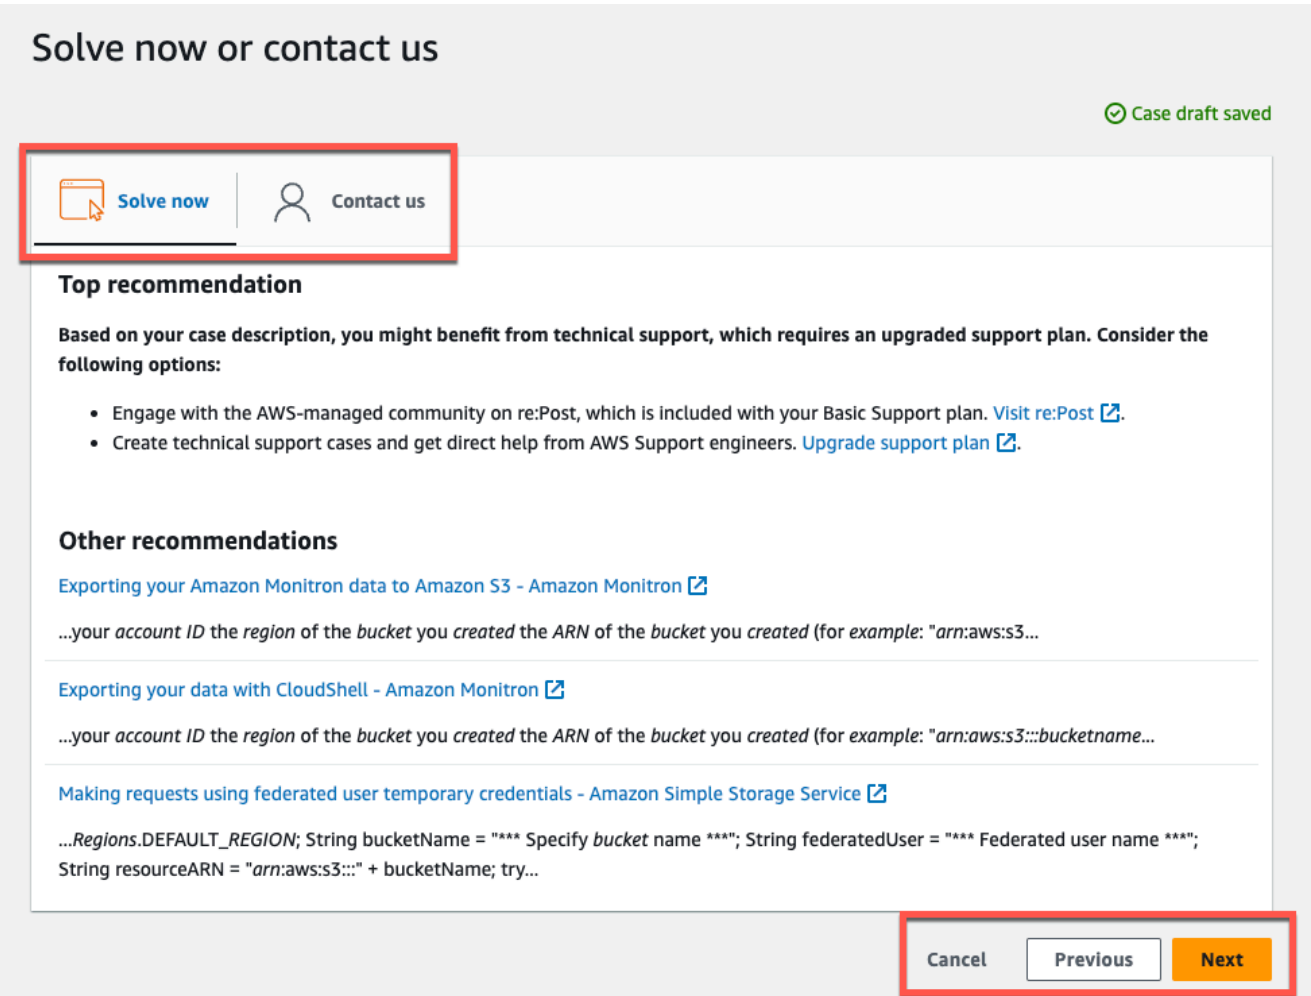 Solve now or contact us
Case draft saved
Solve now
Contact us
Top recommendation
Based on your case description, you might benefit from technical support, which requires an upgraded support plan. Consider the
following options:
• Engage with the AWS-managed community on re:Post, which is included with your Basic Support plan. Visit re:Post.
• Create technical support cases and get direct help from AWS Support engineers. Upgrade support plan.
Other recommendations
Exporting your Amazon Monitron data to Amazon S3 - Amazon Monitron
...your account ID the region of the bucket you created the ARN of the bucket you created (for example: "arn:aws:s3...
Exporting your data with CloudShell - Amazon Monitron
...your account ID the region of the bucket you created the ARN of the bucket you created (for example: "arn:aws:s3:::bucketname...
Making requests using federated user temporary credentials - Amazon Simple Storage Service
...Regions.DEFAULT_REGION; String bucketName = "*** Specify bucket name ***"; String federatedUser = "*** Federated user name ***";
String resourceARN = "arn:aws:s3:::" + bucketName; try...
Cancel
Previous
Next